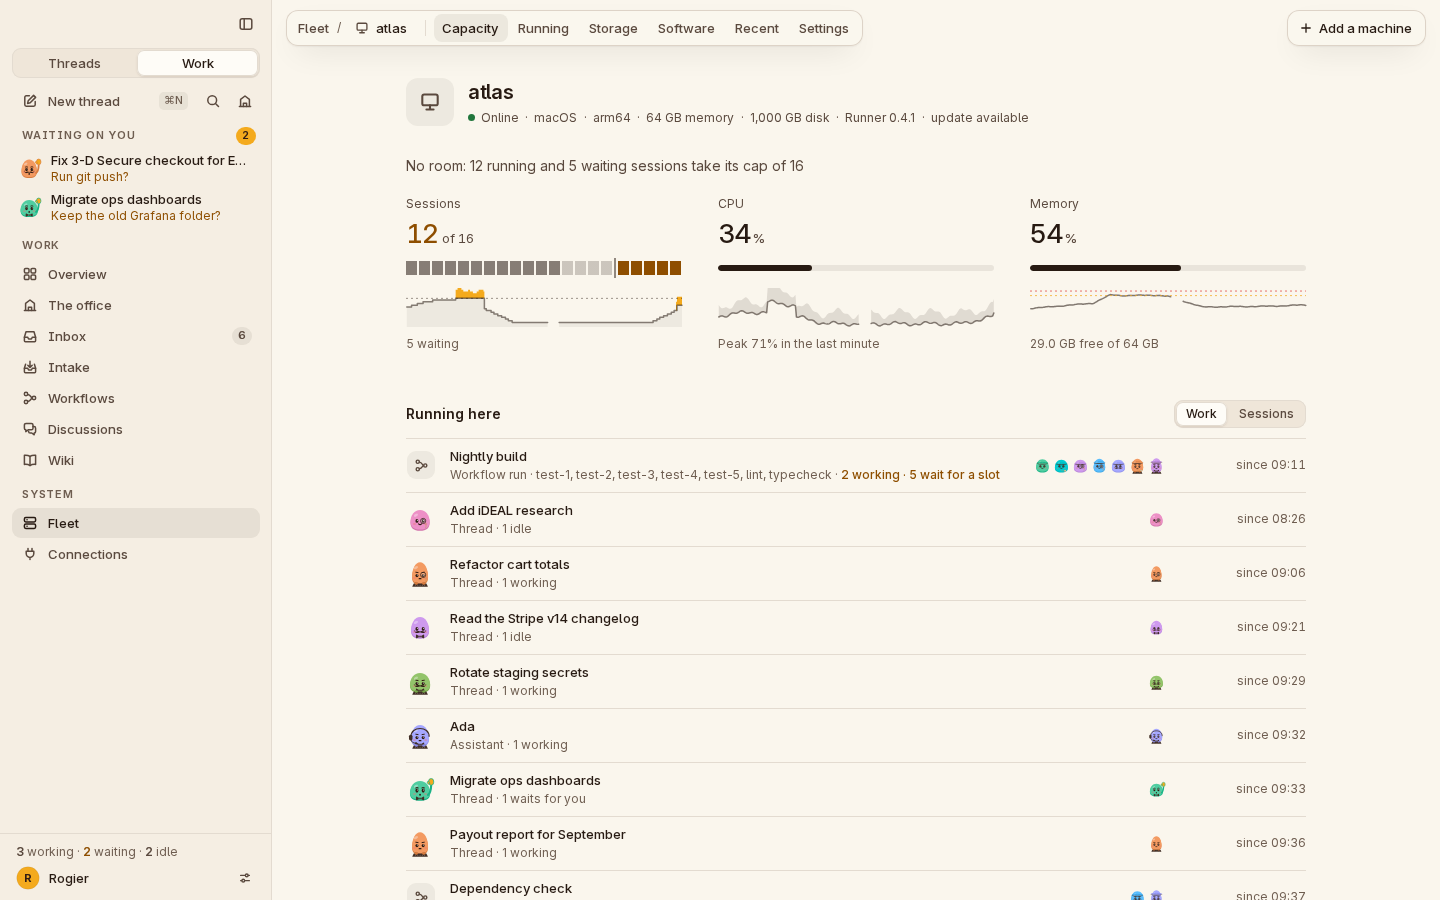 Threads
Work
New thread
⌘N
WAITING ON YOU
2
Fix 3-D Secure checkout for E…
Run git push?
Migrate ops dashboards
Keep the old Grafana folder?
WORK
Overview
The office
Inbox
6
Intake
Workflows
Discussions
Wiki
SYSTEM
Fleet
Connections
3 working · 2 waiting · 2 idle
R
Rogier
Fleet / atlas
Capacity
Running
Storage
Software
Recent
Settings
Add a machine
atlas
Online · macOS · arm64 · 64 GB memory · 1,000 GB disk · Runner 0.4.1 · update available
No room: 12 running and 5 waiting sessions take its cap of 16
Sessions
12 of 16
5 waiting
CPU
34%
Peak 71% in the last minute
Memory
54%
29.0 GB free of 64 GB
Running here
Work
Sessions
Nightly build
Workflow run · test-1, test-2, test-3, test-4, test-5, lint, typecheck · 2 working · 5 wait for a slot
since 09:11
Add iDEAL research
Thread · 1 idle
since 08:26
Refactor cart totals
Thread · 1 working
since 09:06
Read the Stripe v14 changelog
Thread · 1 idle
since 09:21
Rotate staging secrets
Thread · 1 working
since 09:29
Ada
Assistant · 1 working
since 09:32
Migrate ops dashboards
Thread · 1 waits for you
since 09:33
Payout report for September
Thread · 1 working
since 09:36
Dependency check
since 09:37